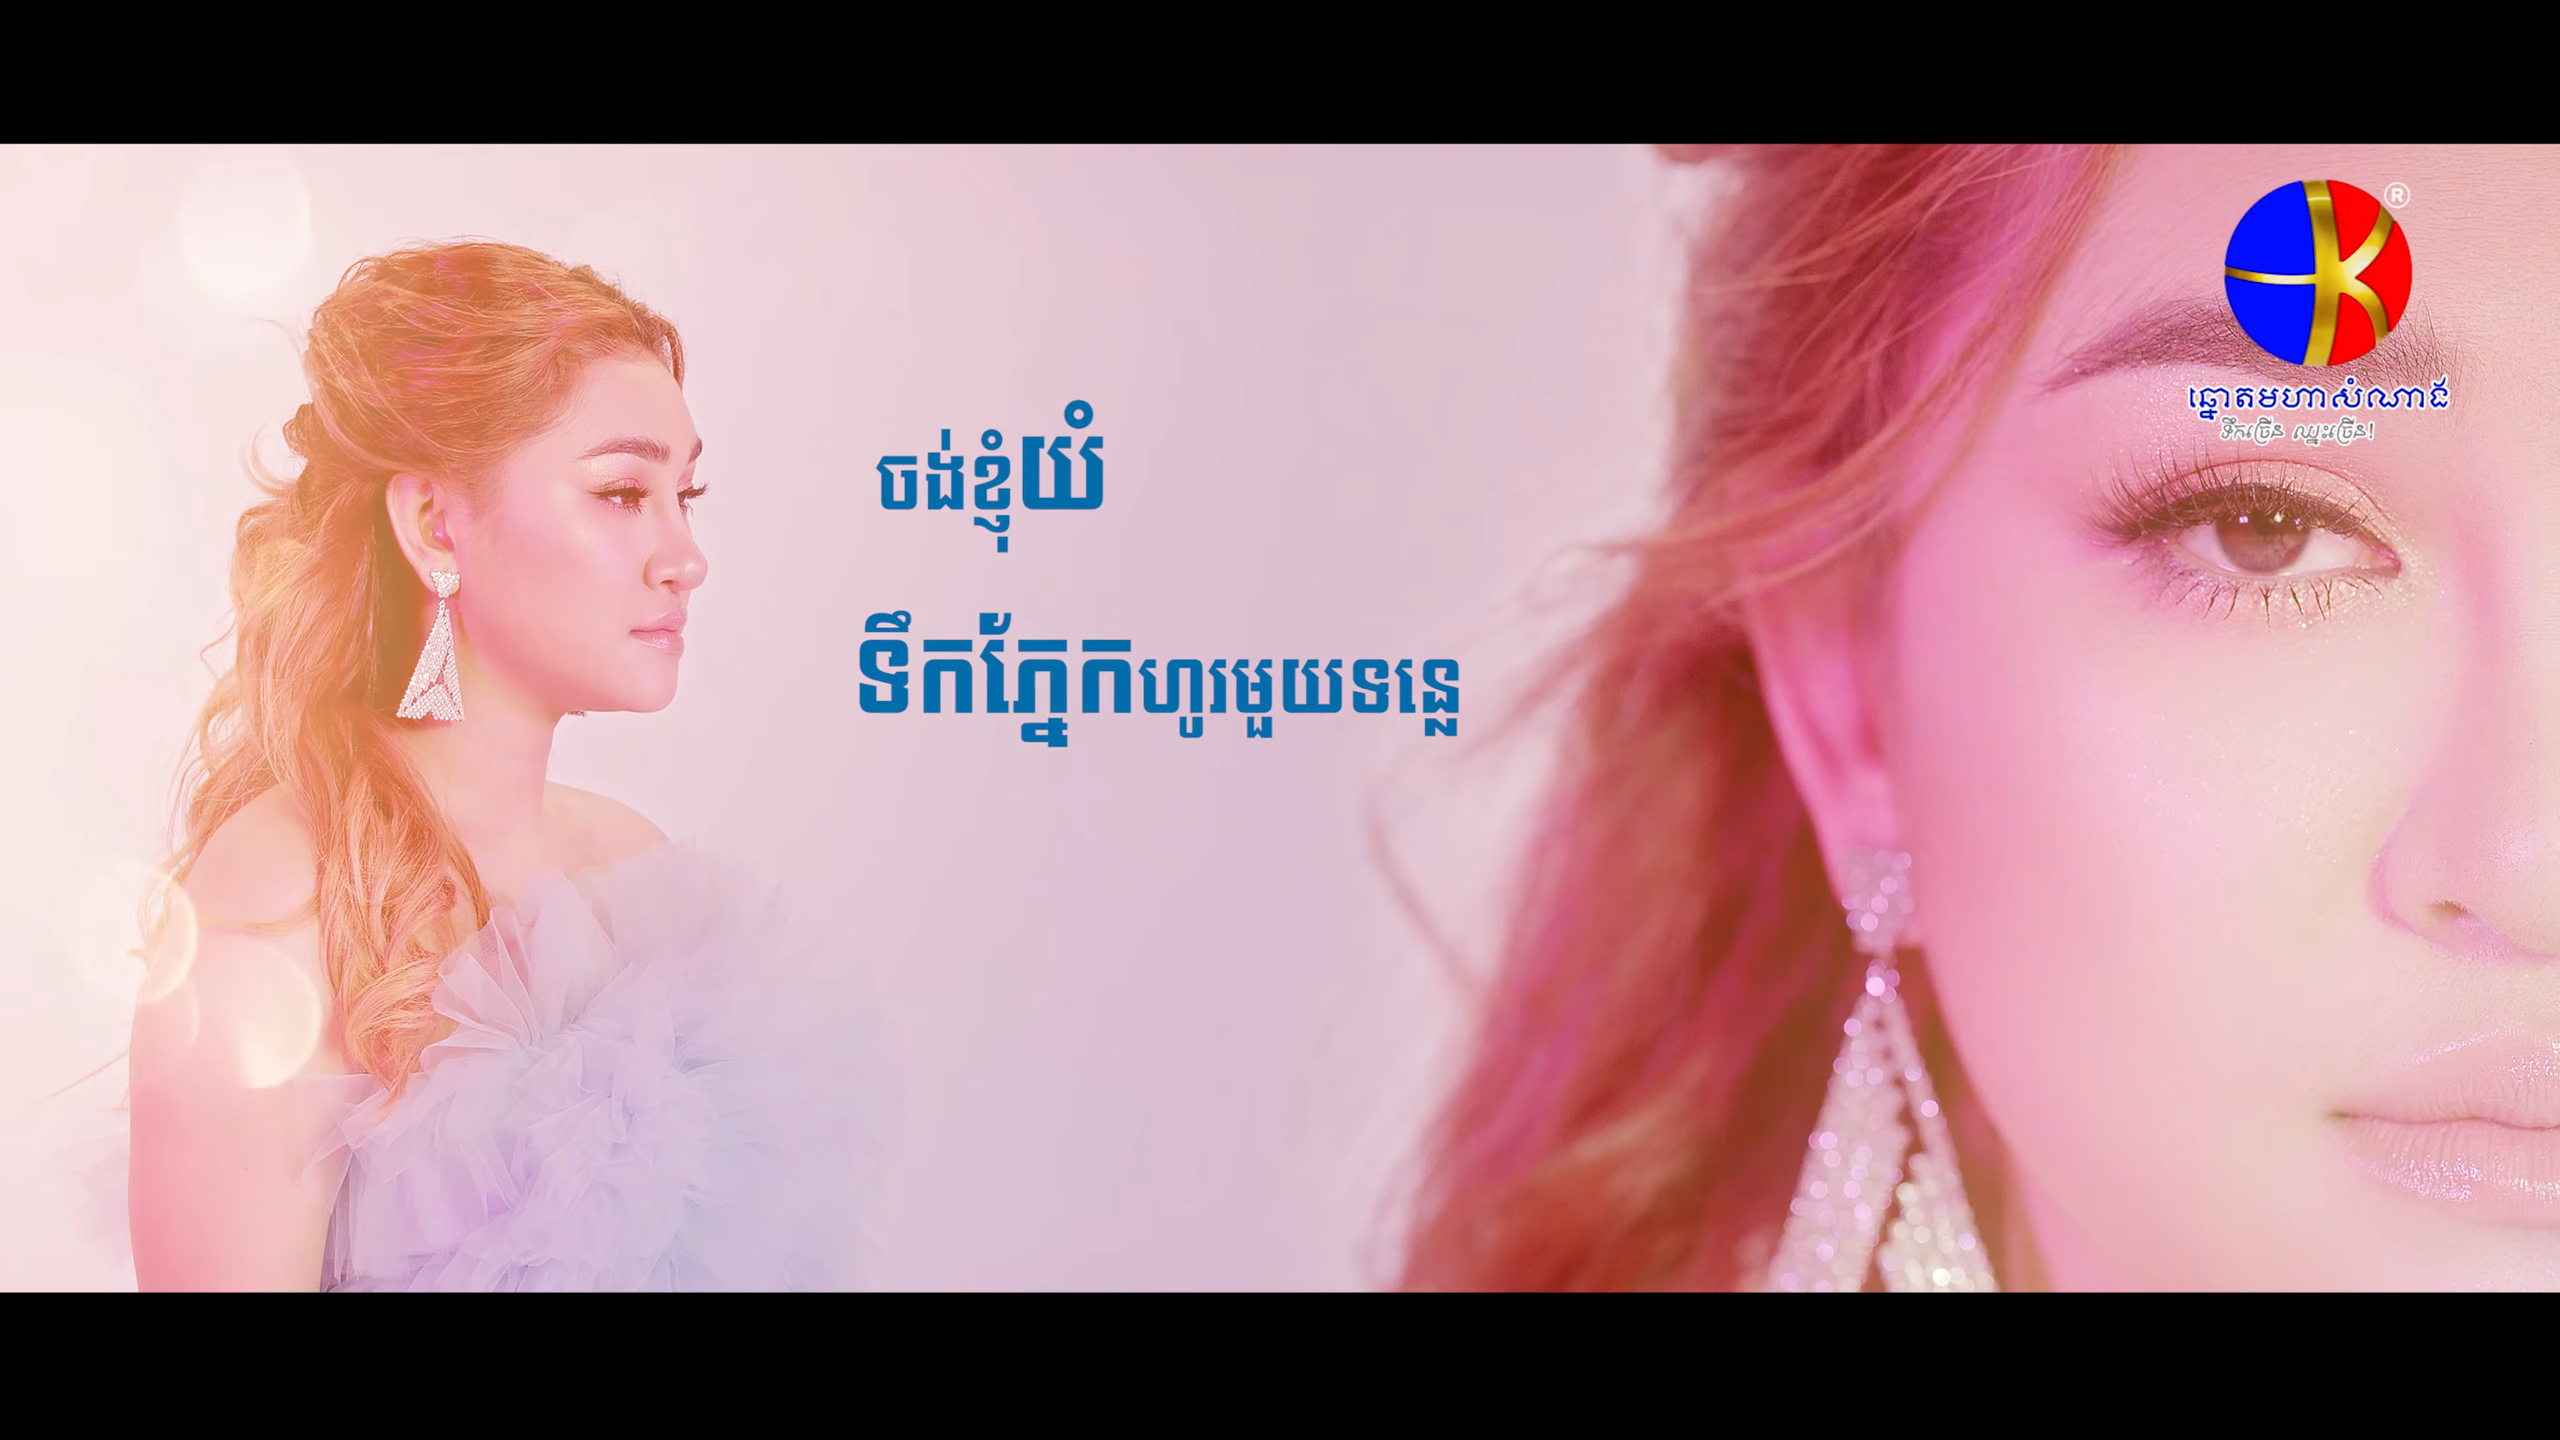 ចង់ខ្ញុំយំ
ទឹកភ្នែកហូរមួយទន្លេ
®
ឆ្នោតមហាសំណាង
ទឹកច្រើន ឈ្នះច្រើន!